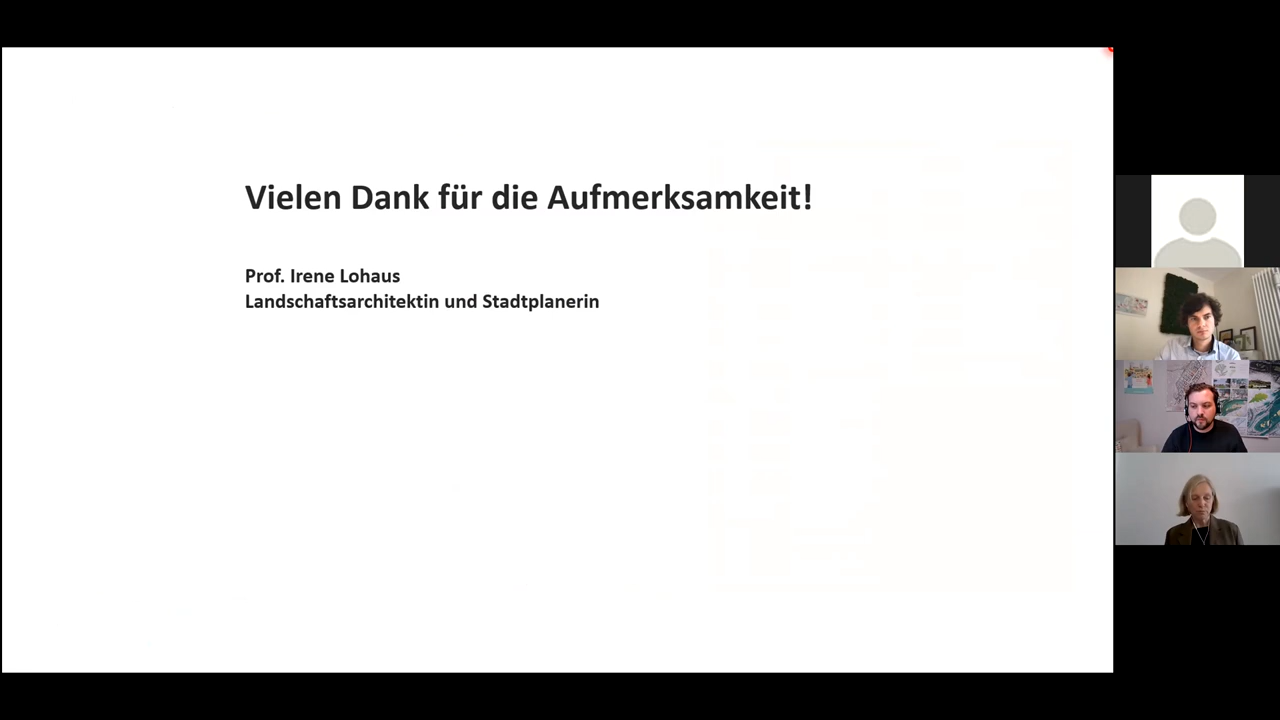 Vielen Dank für die Aufmerksamkeit!
Prof. Irene Lohaus
Landschaftsarchitektin und Stadtplanerin